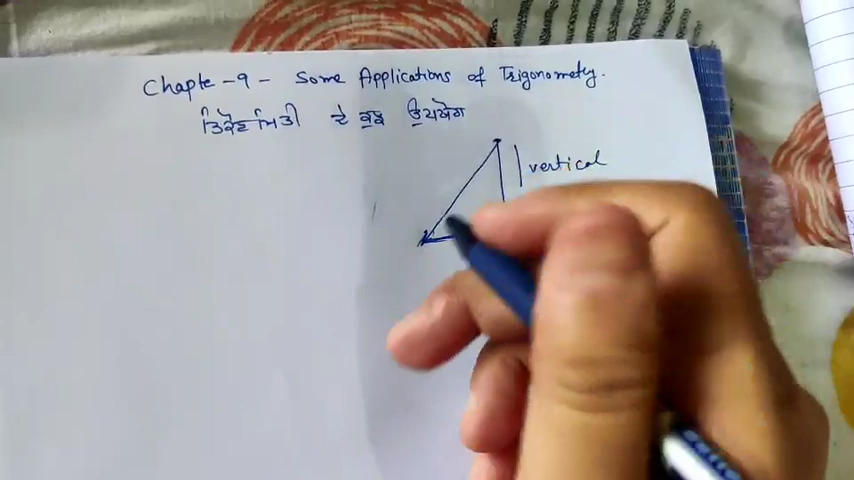 Chapte - 9 - Some Applications of Trigonometry.
ਤ੍ਰਿਕੋਣਮਿਤੀ ਦੇ ਕੁਝ ਉਪਯੋਗ
vertical